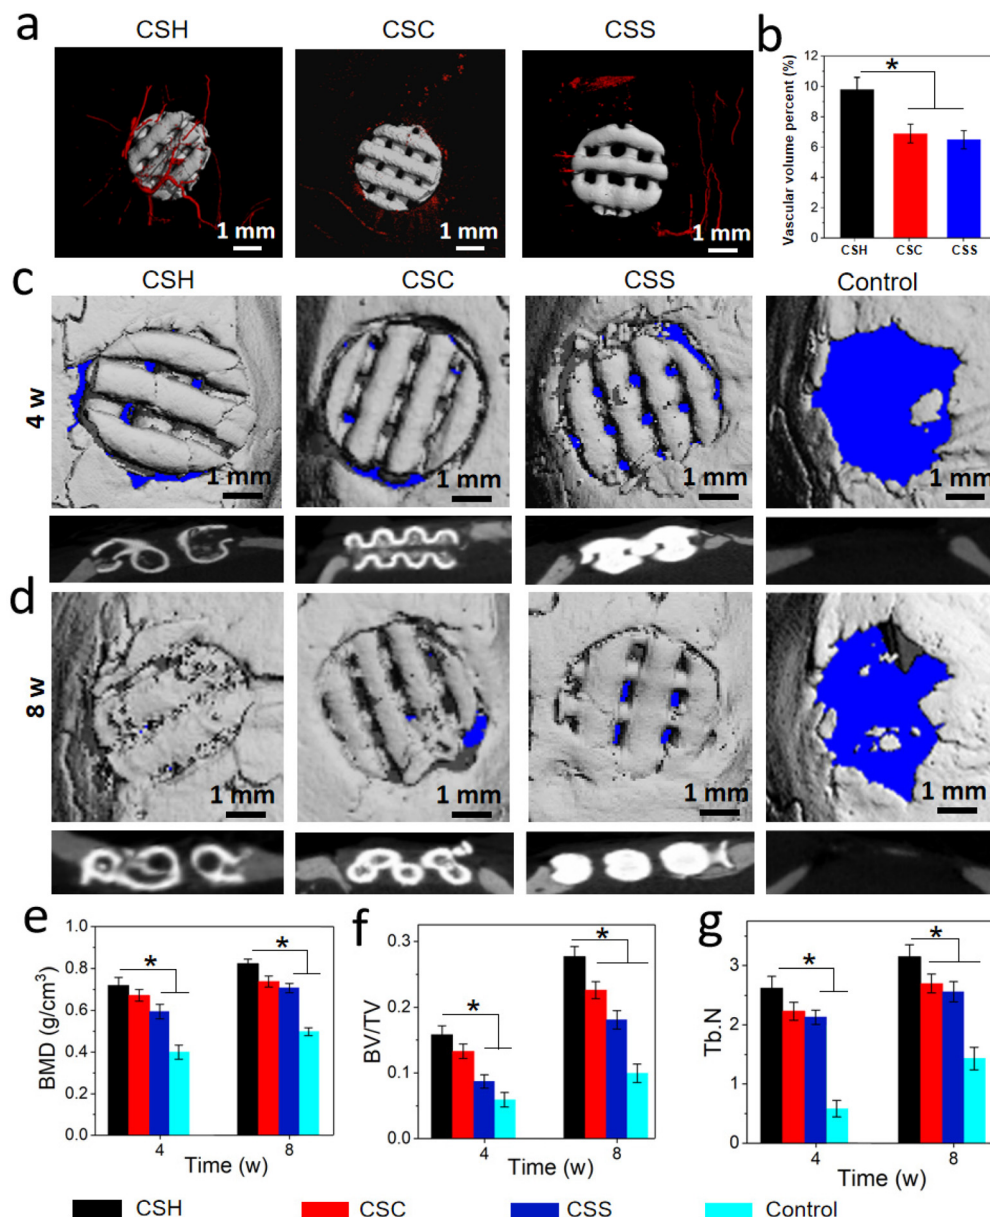 a
CSH
CSC
CSS
b
1 mm
1 mm
1 mm
Vascular volume percent (%)
12
10
8
6
4
2
0
*
CSH
CSC
CSS
c
CSH
CSC
CSS
Control
4 w
1 mm
1 mm
1 mm
1 mm
d
8 w
1 mm
1 mm
1 mm
1 mm
e
BMD (g/cm³)
1.0
0.8
0.6
0.4
0.2
0.0
*
*
4
8
Time (w)
f
BV/TV
0.3
0.2
0.1
0.0
*
*
4
8
Time (w)
g
Tb.N
3
2
1
0
*
*
4
8
Time (w)
CSH
CSC
CSS
Control